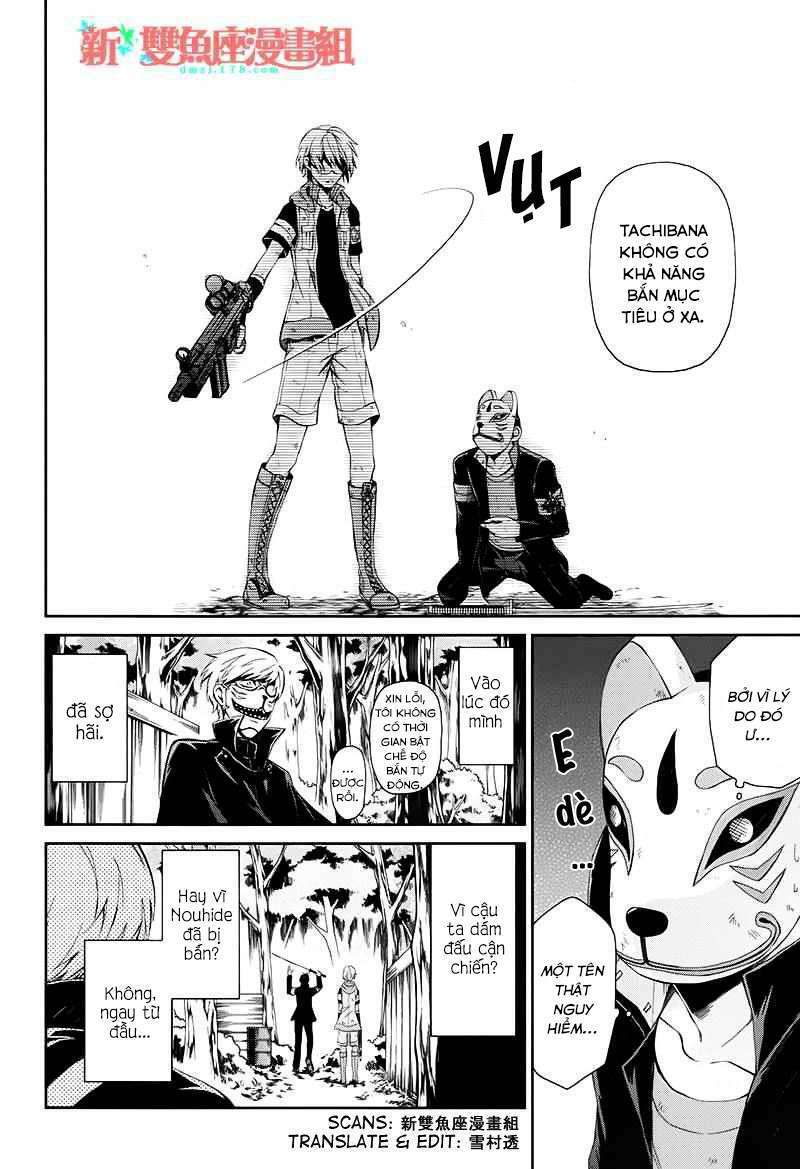 新雙魚座漫畫組
dmzj.178.com
VỤT
TACHIBANA
KHÔNG CÓ
KHẢ NĂNG
BẮN MỤC
TIÊU Ở XA.
BỞI VÌ LÝ
DO ĐÓ
Ư...
E
dè
...
MỘT TÊN
THẬT
NGUY
HIỂM...
Vào
lúc đó
mình
XIN LỖI,
TÔI KHÔNG
CÓ THỜI
GIAN BẬT
CHẾ ĐỘ
BẮN TỰ
ĐỘNG.
...
ĐƯỢC
RỒI.
đã sợ
hãi.
Vì cậu
ta dám
đấu cận
chiến?
Hay vì
Nouhide
đã bị
bắn?
Không,
ngay từ
đầu...
SCANS: 新雙魚座漫畫組
TRANSLATE & EDIT: 雪村透